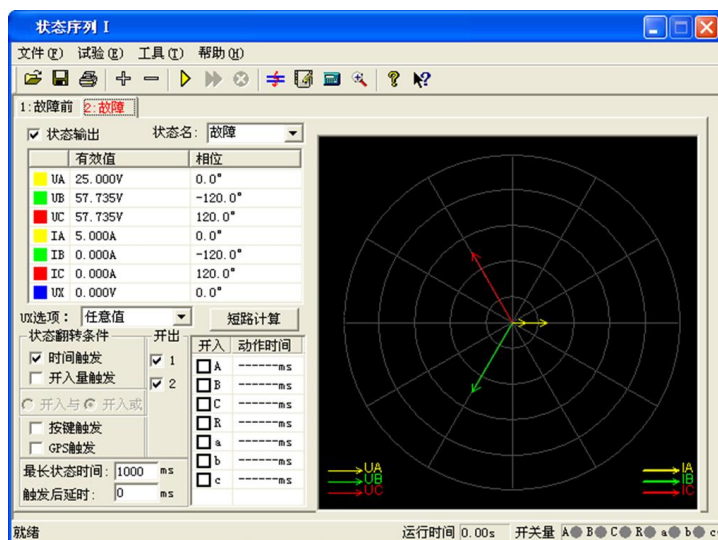 状态序列 I
文件(F) 试验(E) 工具(T) 帮助(H)
1:故障前 2:故障
状态输出 状态名: 故障
有效值 相位
UA 25.000V 0.0°
UB 57.735V -120.0°
UC 57.735V 120.0°
IA 5.000A 0.0°
IB 0.000A -120.0°
IC 0.000A 120.0°
UX 0.000V 0.0°
UX选项: 任意值 短路计算
状态翻转条件 开出 开入 动作时间
时间触发 1
开入量触发 2
开入与 开入或
按键触发
GPS触发
A ------ms
B ------ms
C ------ms
R ------ms
a ------ms
b ------ms
c ------ms
最长状态时间: 1000 ms
触发后延时: 0 ms
UA
UB
UC
IA
IB
IC
就绪 运行时间 0.00s 开关量 A B C R a b c